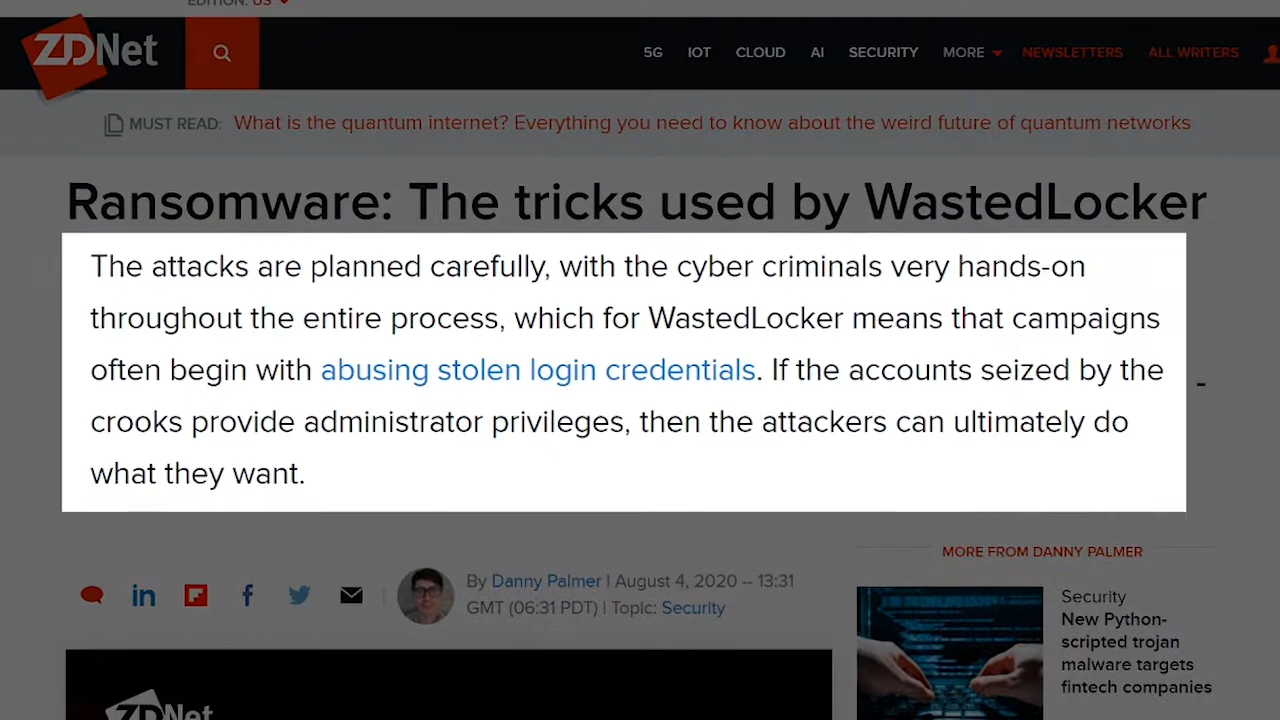 EDITION: US
ZDNet
5G IOT CLOUD AI SECURITY MORE NEWSLETTERS ALL WRITERS
MUST READ: What is the quantum internet? Everything you need to know about the weird future of quantum networks
Ransomware: The tricks used by WastedLocker
The attacks are planned carefully, with the cyber criminals very hands-on
throughout the entire process, which for WastedLocker means that campaigns
often begin with abusing stolen login credentials. If the accounts seized by the
crooks provide administrator privileges, then the attackers can ultimately do
what they want.
By Danny Palmer | August 4, 2020 -- 13:31
GMT (06:31 PDT) | Topic: Security
MORE FROM DANNY PALMER
Security
New Python-
scripted trojan
malware targets
fintech companies
ZDNet